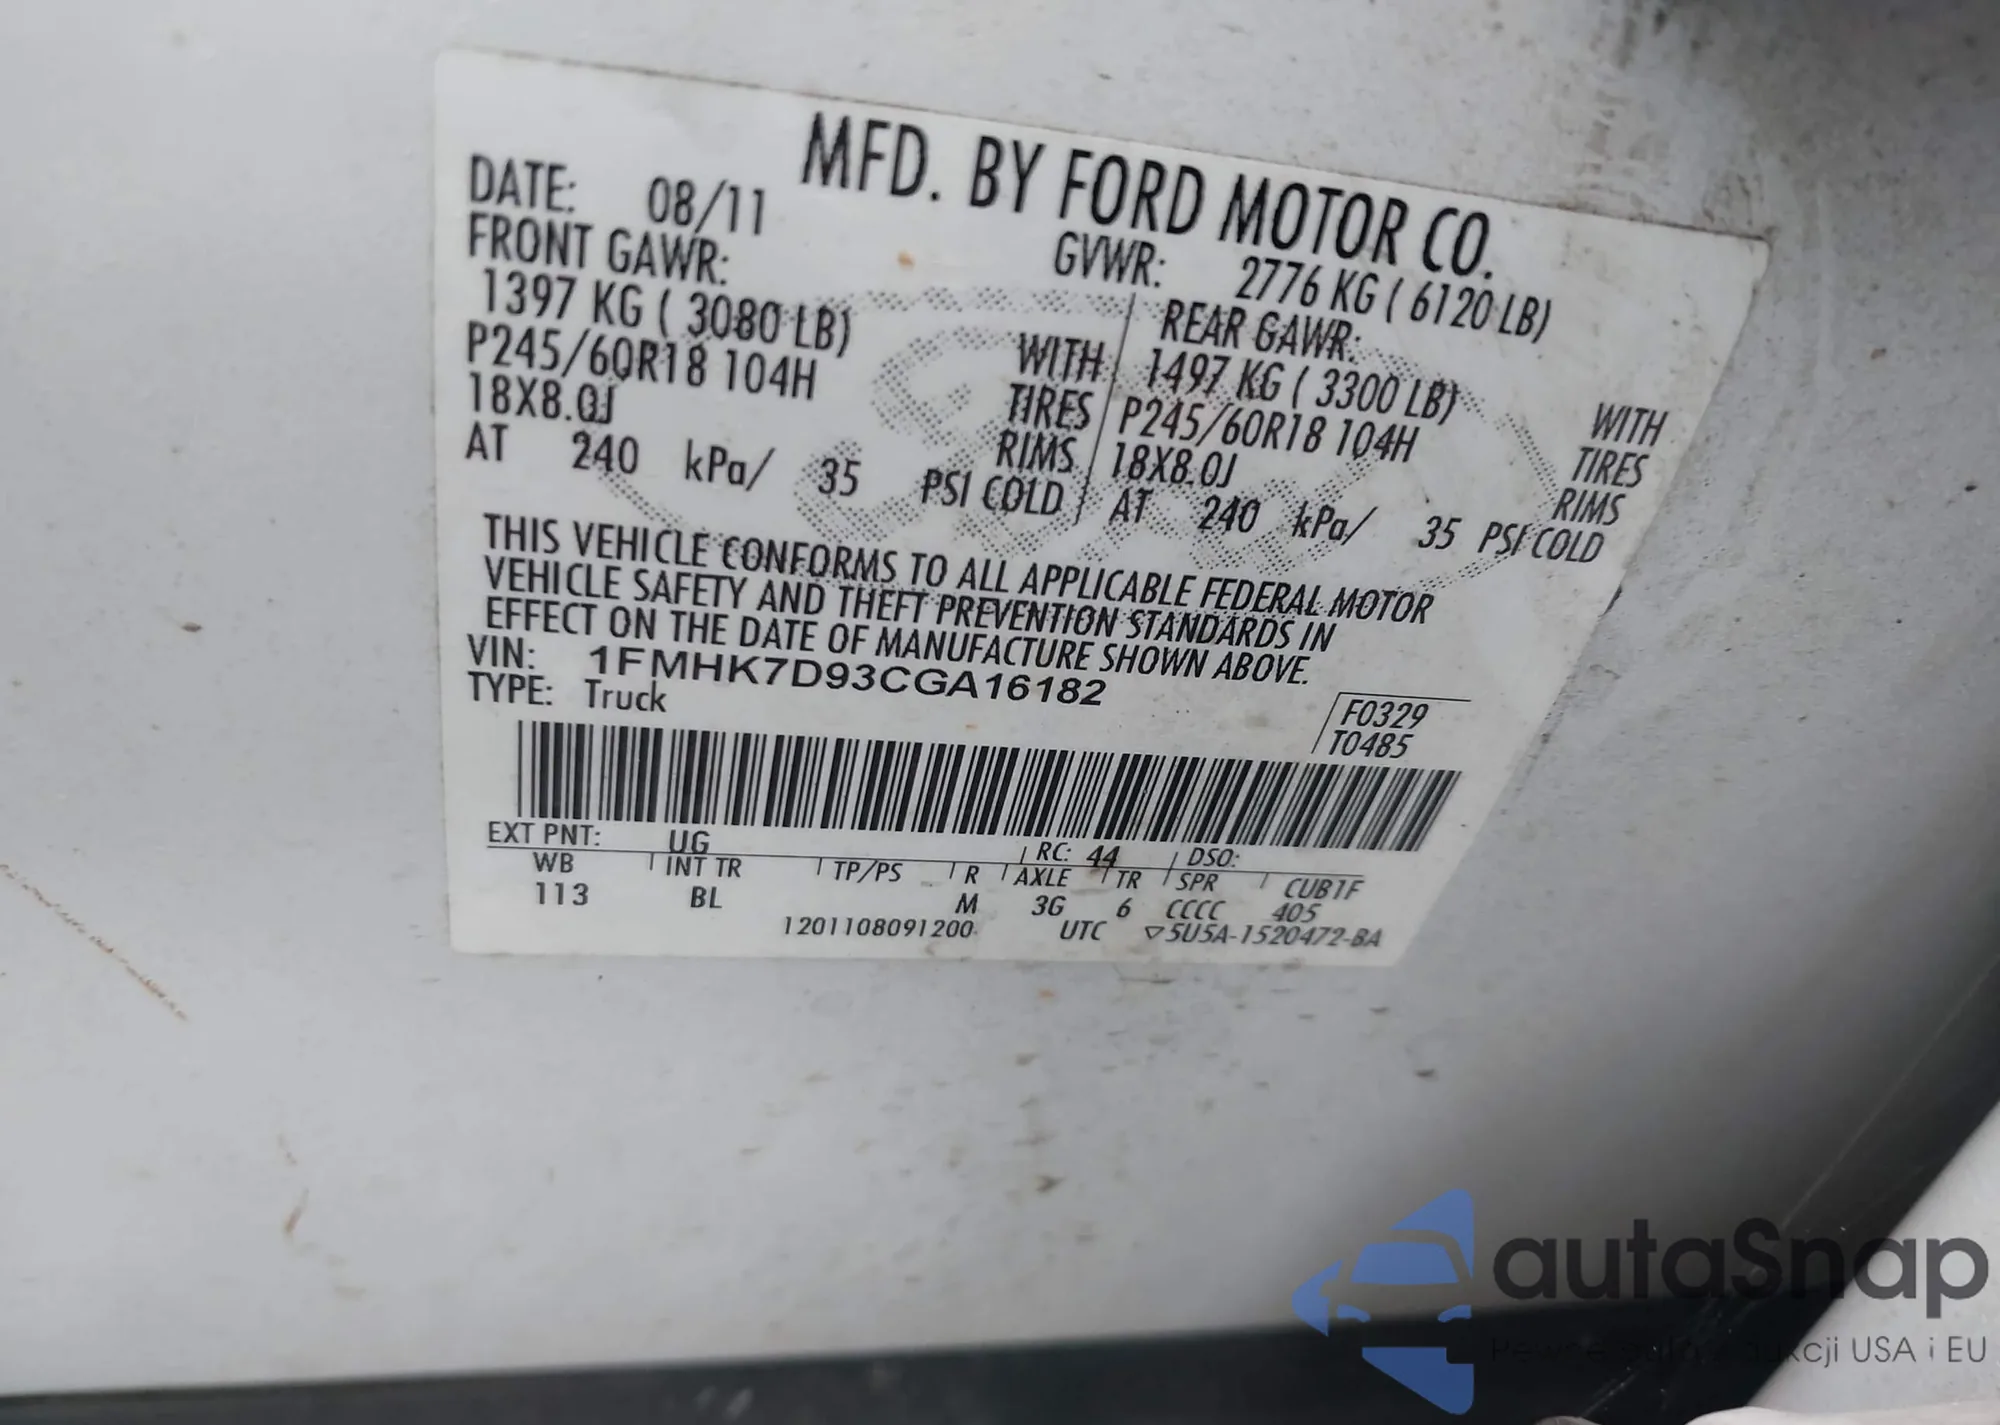 MFD. BY FORD MOTOR CO.
DATE: 08/11 GVWR: 2776 KG ( 6120 LB)
FRONT GAWR: REAR GAWR:
1397 KG ( 3080 LB) WITH 1497 KG ( 3300 LB) WITH
P245/60R18 104H TIRES P245/60R18 104H TIRES
18X8.0J RIMS 18X8.0J RIMS
AT 240 kPa/ 35 PSI COLD AT 240 kPa/ 35 PSI COLD
THIS VEHICLE CONFORMS TO ALL APPLICABLE FEDERAL MOTOR
VEHICLE SAFETY AND THEFT PREVENTION STANDARDS IN
EFFECT ON THE DATE OF MANUFACTURE SHOWN ABOVE.
VIN: 1FMHK7D93CGA16182
TYPE: Truck
F0329
T0485
EXT PNT: UG RC: 44 DSO:
WB INT TR TP/PS R AXLE TR SPR CUB1F
113 BL M 3G 6 CCCC 405
1201108091200 UTC ▽5U5A-1520472-BA
autaSnap
USA i EU